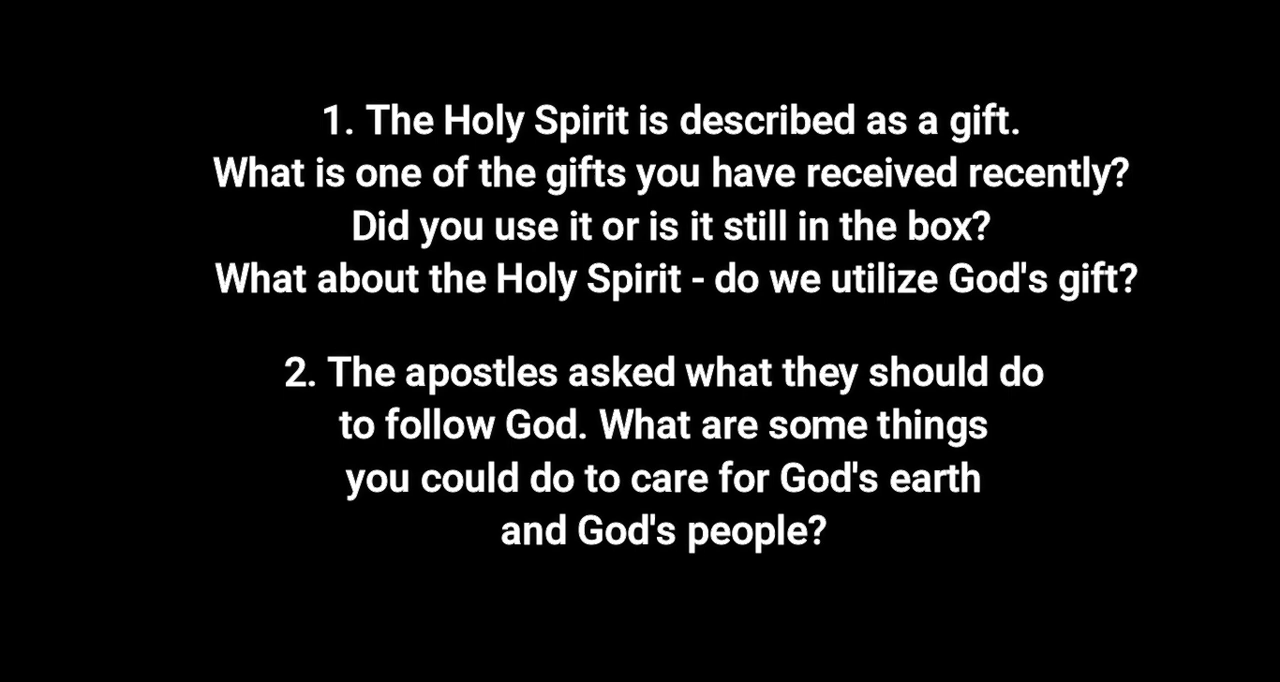 1. The Holy Spirit is described as a gift.
What is one of the gifts you have received recently?
Did you use it or is it still in the box?
What about the Holy Spirit - do we utilize God's gift?
2. The apostles asked what they should do
to follow God. What are some things
you could do to care for God's earth
and God's people?